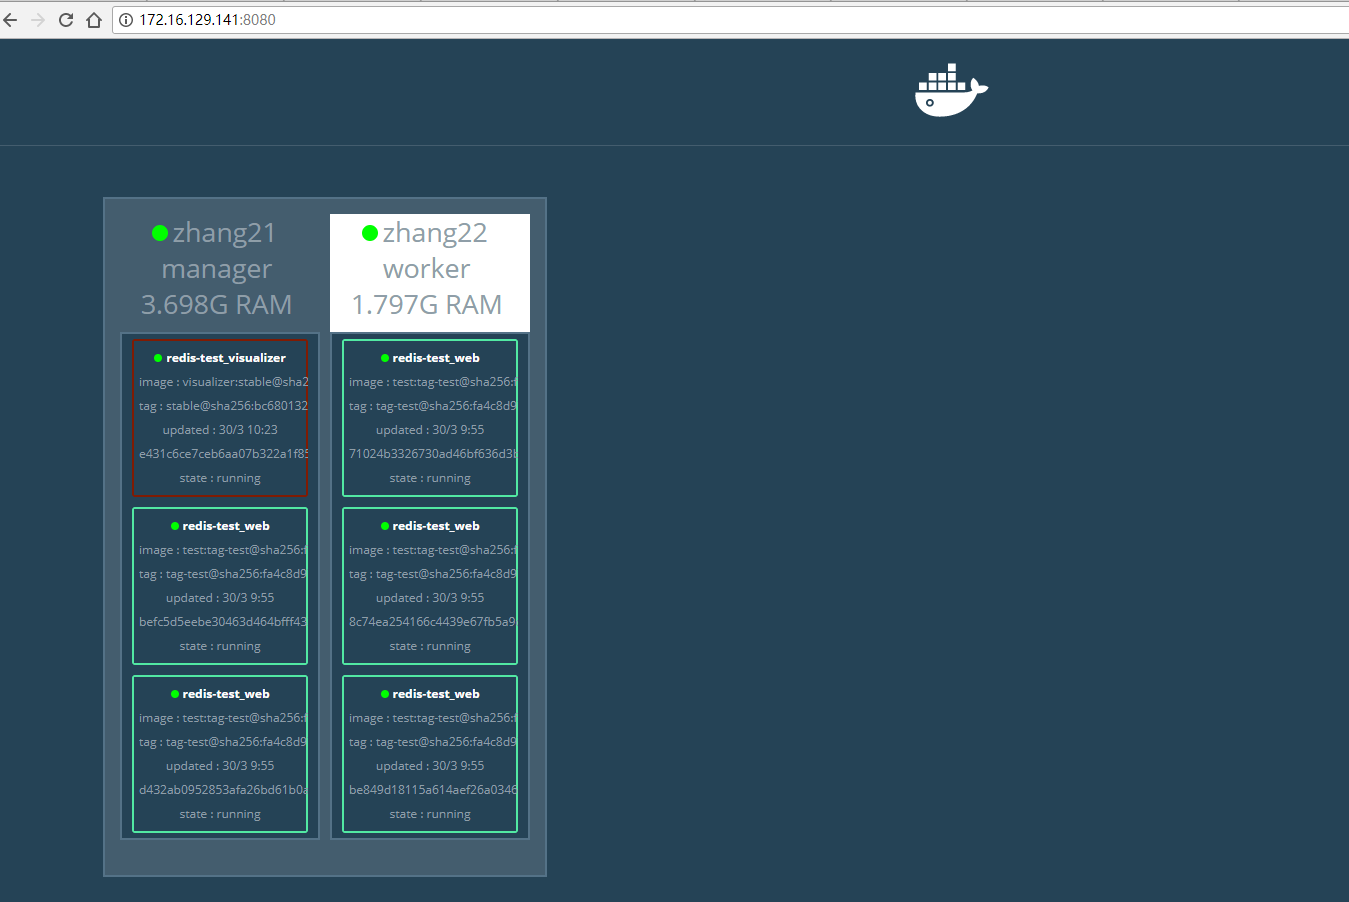 172.16.129.141:8080
zhang21
manager
3.698G RAM
redis-test_visualizer
image : visualizer:stable@sha2
tag : stable@sha256:bc680132
updated : 30/3 10:23
e431c6ce7ceb6aa07b322a1f85
state : running
redis-test_web
image : test:tag-test@sha256:f
tag : tag-test@sha256:fa4c8d9
updated : 30/3 9:55
befc5d5eebe30463d464bfff43
state : running
redis-test_web
image : test:tag-test@sha256:f
tag : tag-test@sha256:fa4c8d9
updated : 30/3 9:55
d432ab0952853afa26bd61b0a
state : running
zhang22
worker
1.797G RAM
redis-test_web
image : test:tag-test@sha256:f
tag : tag-test@sha256:fa4c8d9
updated : 30/3 9:55
71024b3326730ad46bf636d3b
state : running
redis-test_web
image : test:tag-test@sha256:f
tag : tag-test@sha256:fa4c8d9
updated : 30/3 9:55
8c74ea254166c4439e67fb5a9
state : running
redis-test_web
image : test:tag-test@sha256:f
tag : tag-test@sha256:fa4c8d9
updated : 30/3 9:55
be849d18115a614aef26a0346
state : running